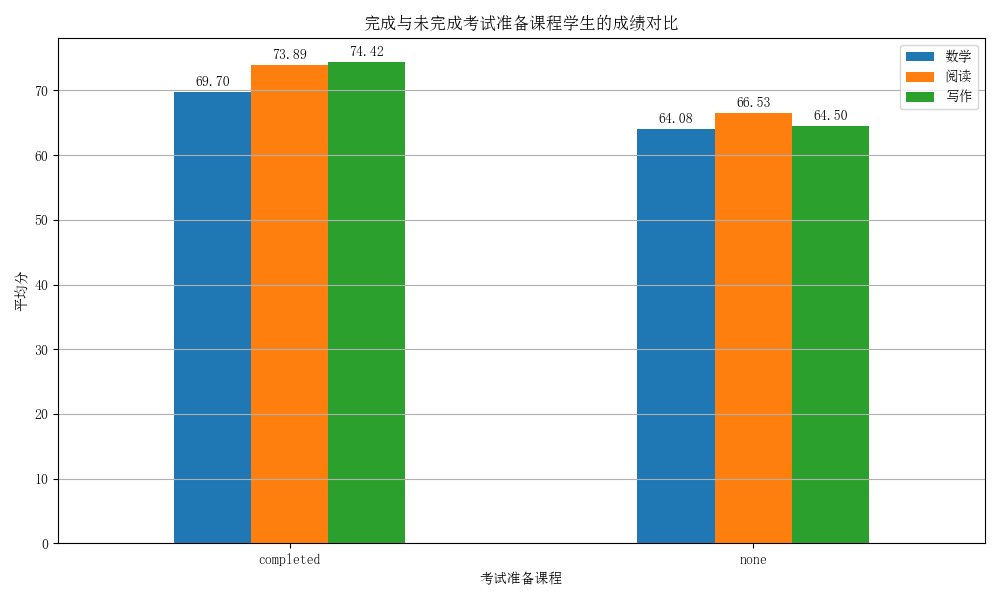 完成与未完成考试准备课程学生的成绩对比
数学
阅读
写作
69.70
73.89
74.42
64.08
66.53
64.50
平均分
70
60
50
40
30
20
10
0
completed
none
考试准备课程